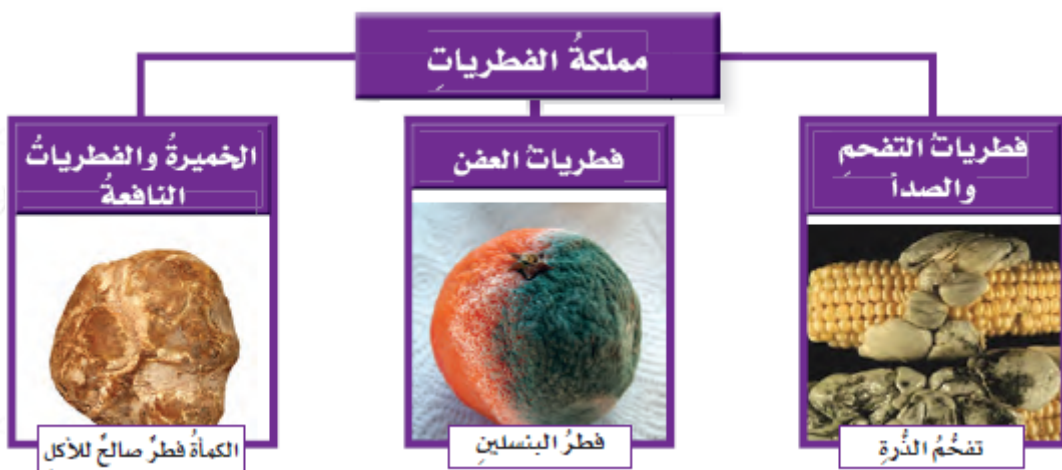 مملكةُ الفطرياتِ
فطرياتُ التفحمِ
والصدأ
فطرياتُ العفن
الخميرةُ والفطرياتُ
النافعةُ
تفحُّمُ الذُّرةِ
فطرُ البنسلينِ
الكمأةُ فطرٌ صالحٌ للأكلِ